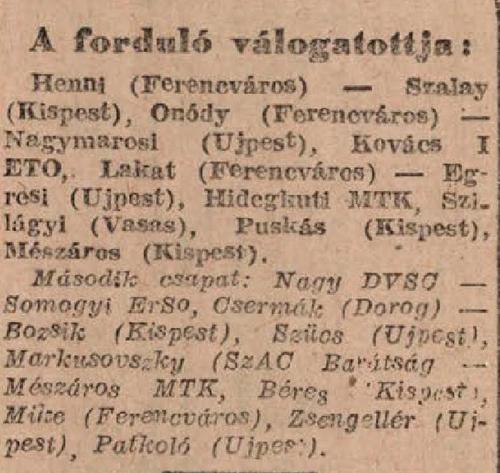 A forduló válogatottja:
Henni (Ferencváros) — Szalay
(Kispest), Onódy (Ferencváros) —
Nagymarosi (Ujpest), Kovács I
ETO, Lakat (Ferencváros) — Eg-
resi (Ujpest), Hidegkuti MTK, Szi-
lágyi (Vasas), Puskás (Kispest),
Mészáros (Kispest).
Második csapat: Nagy DVSC —
Somogyi ErSo, Csermák (Dorog) —
Bozsik (Kispest), Szücs (Ujpest),
Markusovszky (SzAC Barátság —
Mészáros MTK, Béres (Kispest),
Mike (Ferencváros), Zsengellér (Uj-
pest), Patkoló (Ujpest).